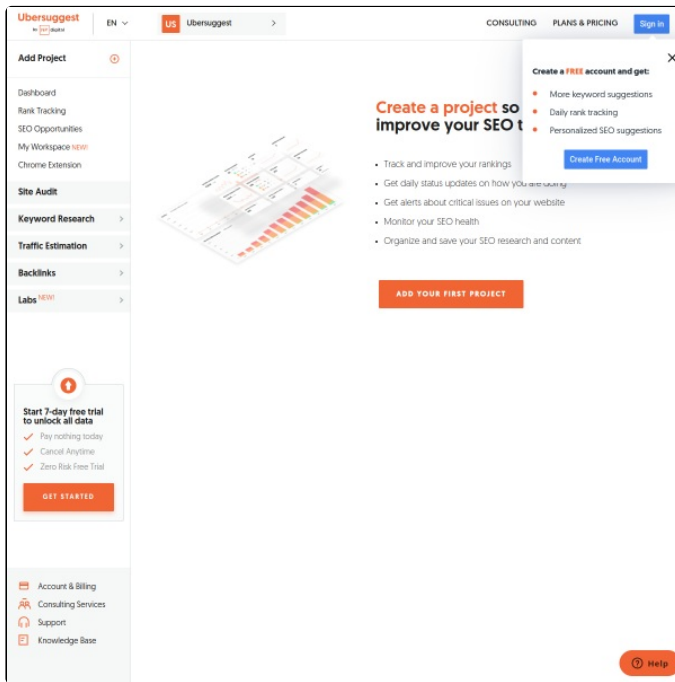 Ubersuggest
by NP digital
EN
US Ubersuggest
CONSULTING
PLANS & PRICING
Sign in
Add Project
Dashboard
Rank Tracking
SEO Opportunities
My Workspace NEW!
Chrome Extension
Site Audit
Keyword Research
Traffic Estimation
Backlinks
Labs NEW!
Start 7-day free trial
to unlock all data
Pay nothing today
Cancel Anytime
Zero Risk Free Trial
GET STARTED
Account & Billing
Consulting Services
Support
Knowledge Base
Create a project so
improve your SEO t
Track and improve your rankings
Get daily status updates on how you are doing
Get alerts about critical issues on your website
Monitor your SEO health
Organize and save your SEO research and content
ADD YOUR FIRST PROJECT
Create a FREE account and get:
More keyword suggestions
Daily rank tracking
Personalized SEO suggestions
Create Free Account
Help